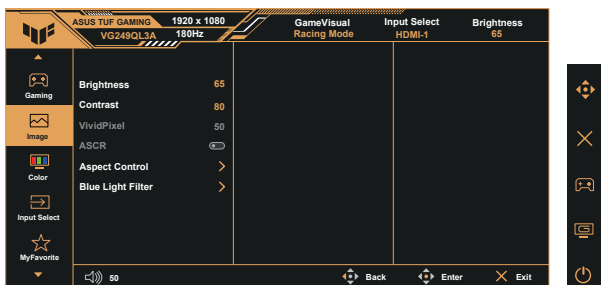 ASUS TUF GAMING 1920 x 1080 GameVisual Input Select Brightness
VG249QL3A 180Hz Racing Mode HDMI-1 65
Gaming
Image
Color
Input Select
MyFavorite
Brightness 65
Contrast 80
VividPixel 50
ASCR
Aspect Control
Blue Light Filter
50 Back Enter Exit